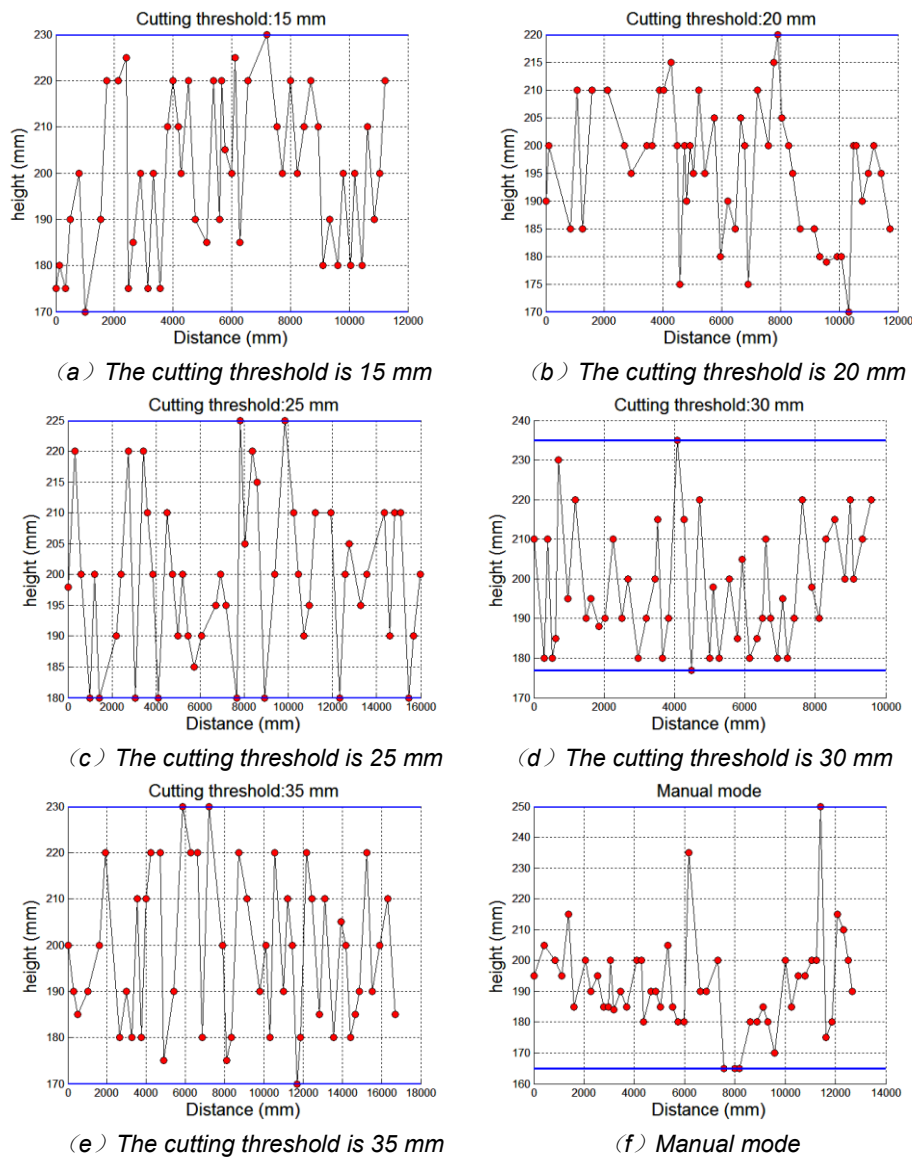 Cutting threshold:15 mm
230
220
210
200
190
180
170
height (mm)
0 2000 4000 6000 8000 10000 12000
Distance (mm)
（a）The cutting threshold is 15 mm
Cutting threshold:20 mm
220
215
210
205
200
195
190
185
180
175
170
height (mm)
0 2000 4000 6000 8000 10000 12000
Distance (mm)
（b）The cutting threshold is 20 mm
Cutting threshold:25 mm
225
220
215
210
205
200
195
190
185
180
height (mm)
0 2000 4000 6000 8000 10000 12000 14000 16000
Distance (mm)
（c）The cutting threshold is 25 mm
Cutting threshold:30 mm
240
230
220
210
200
190
180
170
height (mm)
0 2000 4000 6000 8000 10000
Distance (mm)
（d）The cutting threshold is 30 mm
Cutting threshold:35 mm
230
220
210
200
190
180
170
height (mm)
0 2000 4000 6000 8000 10000 12000 14000 16000 18000
Distance (mm)
（e）The cutting threshold is 35 mm
Manual mode
250
240
230
220
210
200
190
180
170
160
height (mm)
0 2000 4000 6000 8000 10000 12000 14000
Distance (mm)
（f）Manual mode